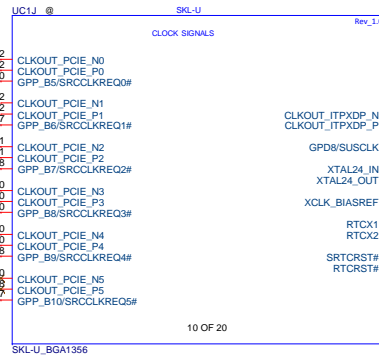 UC1J @ SKL-U
Rev_1.0
CLOCK SIGNALS
CLKOUT_PCIE_N0
CLKOUT_PCIE_P0
GPP_B5/SRCCLKREQ0#
CLKOUT_PCIE_N1
CLKOUT_PCIE_P1
GPP_B6/SRCCLKREQ1#
CLKOUT_PCIE_N2
CLKOUT_PCIE_P2
GPP_B7/SRCCLKREQ2#
CLKOUT_PCIE_N3
CLKOUT_PCIE_P3
GPP_B8/SRCCLKREQ3#
CLKOUT_PCIE_N4
CLKOUT_PCIE_P4
GPP_B9/SRCCLKREQ4#
CLKOUT_PCIE_N5
CLKOUT_PCIE_P5
GPP_B10/SRCCLKREQ5#
CLKOUT_ITPXDP_N
CLKOUT_ITPXDP_P
GPD8/SUSCLK
XTAL24_IN
XTAL24_OUT
XCLK_BIASREF
RTCX1
RTCX2
SRTCRST#
RTCRST#
10 OF 20
SKL-U_BGA1356